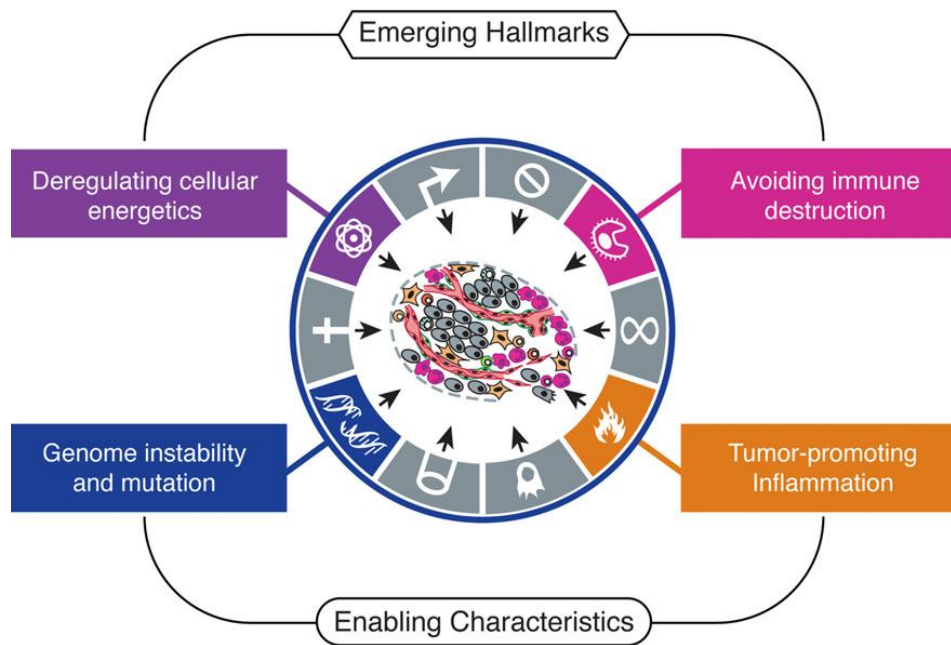 Emerging Hallmarks
Deregulating cellular
energetics
Avoiding immune
destruction
Genome instability
and mutation
Tumor-promoting
Inflammation
Enabling Characteristics